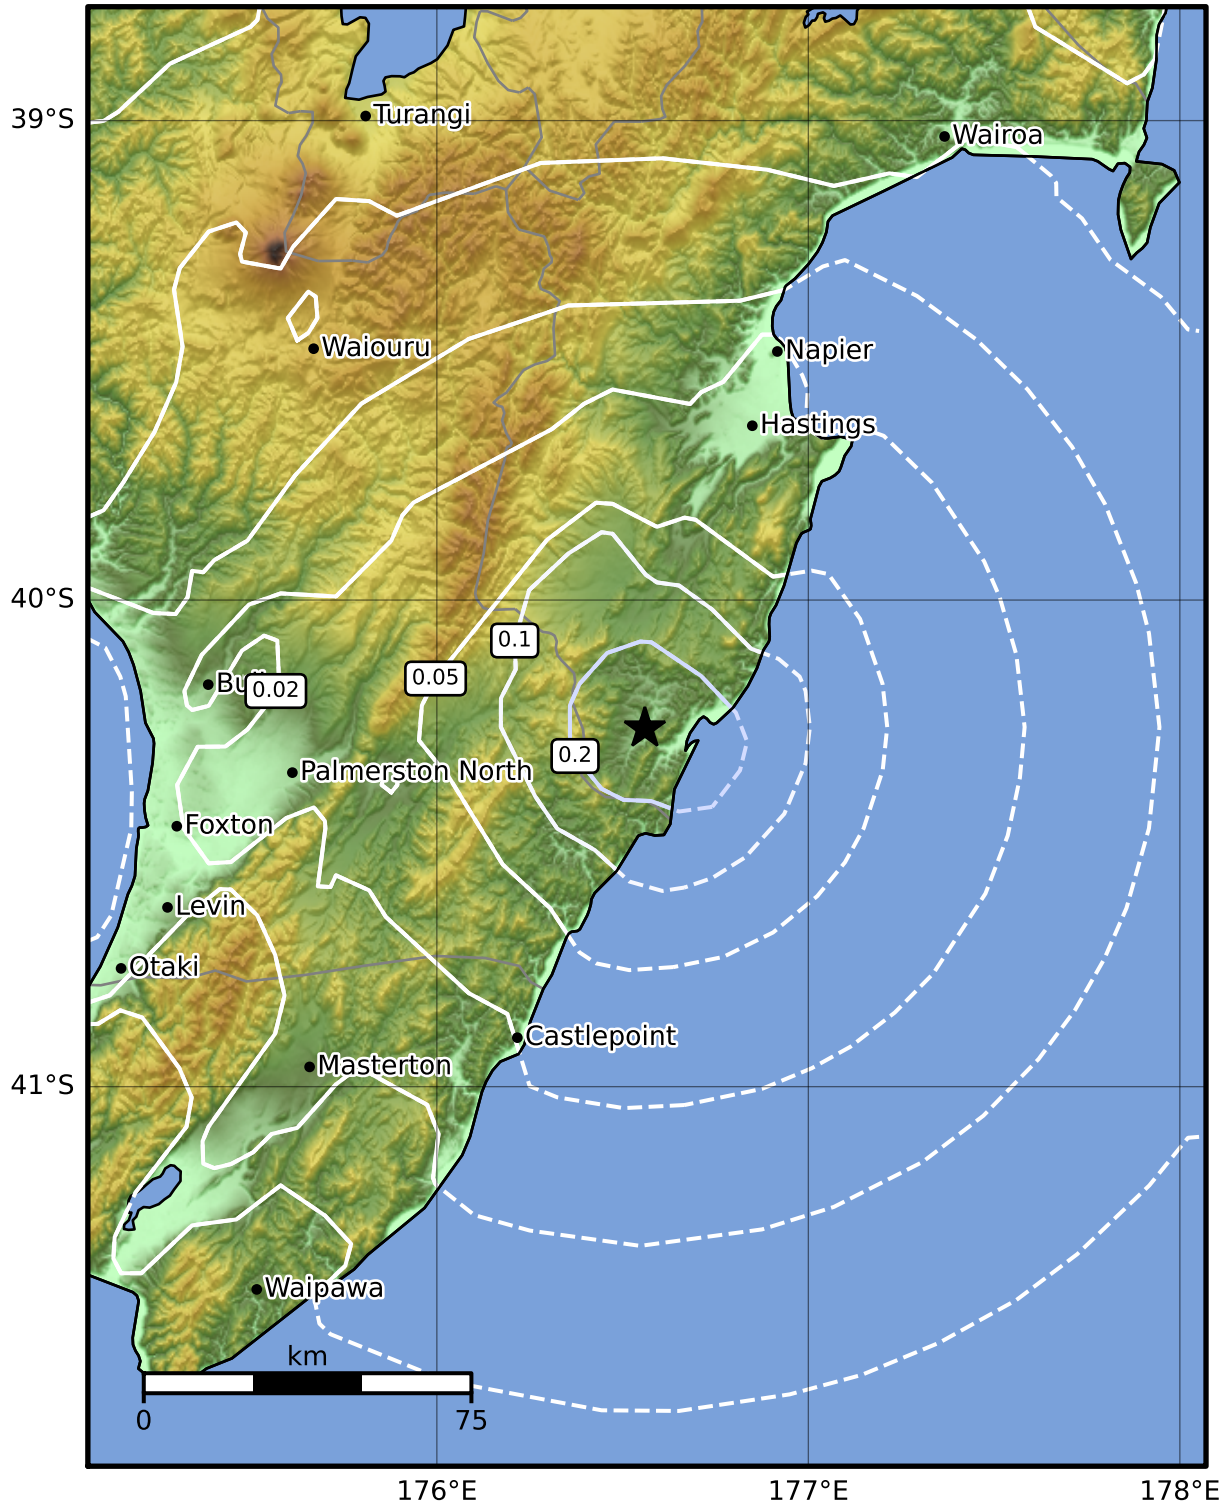 Turangi
39°S
Wairoa
Waiouru
Napier
Hastings
40°S
0.1
0.05
0.02
0.2
Palmerston North
Foxton
Levin
Otaki
Castlepoint
Masterton
41°S
Waipawa
km
0 75
176°E 177°E 178°E